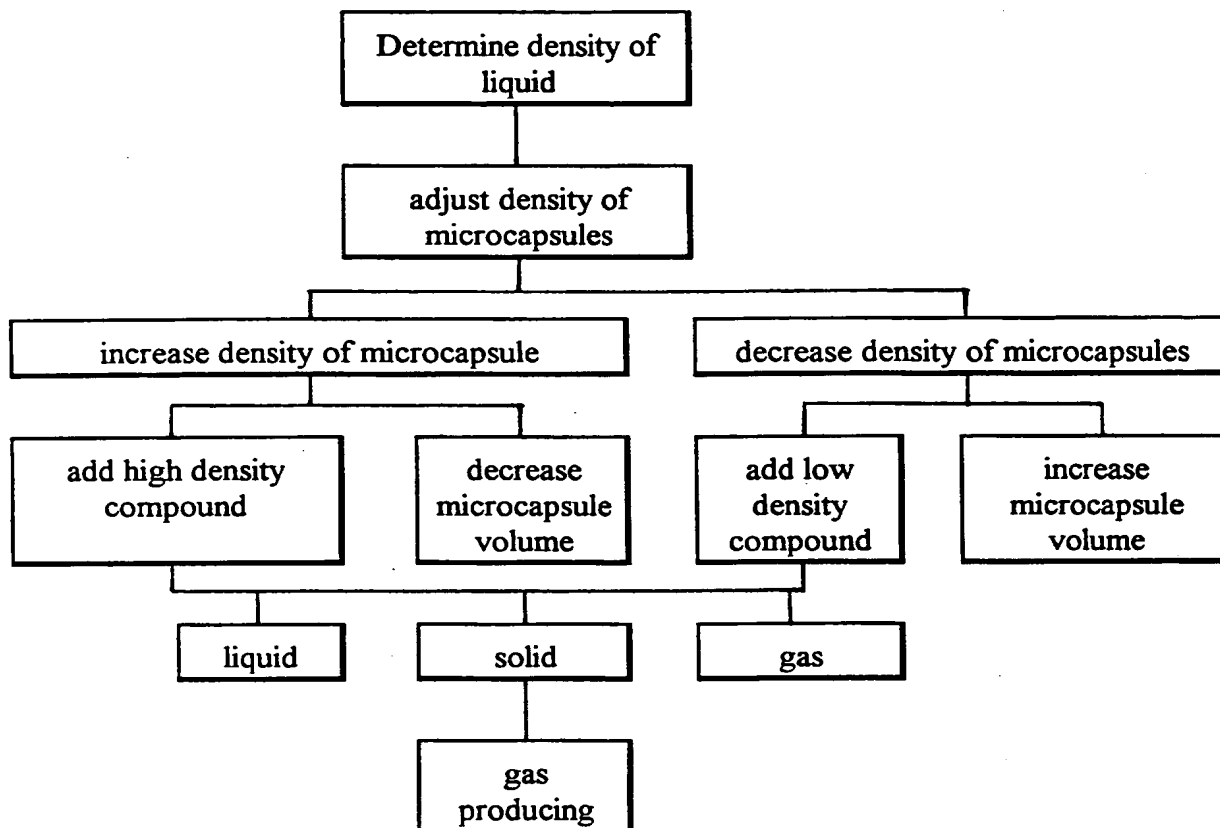 Determine density of
liquid
adjust density of
microcapsules
increase density of microcapsule
decrease density of microcapsules
add high density
compound
decrease
microcapsule
volume
add low
density
compound
increase
microcapsule
volume
liquid
solid
gas
gas
producing